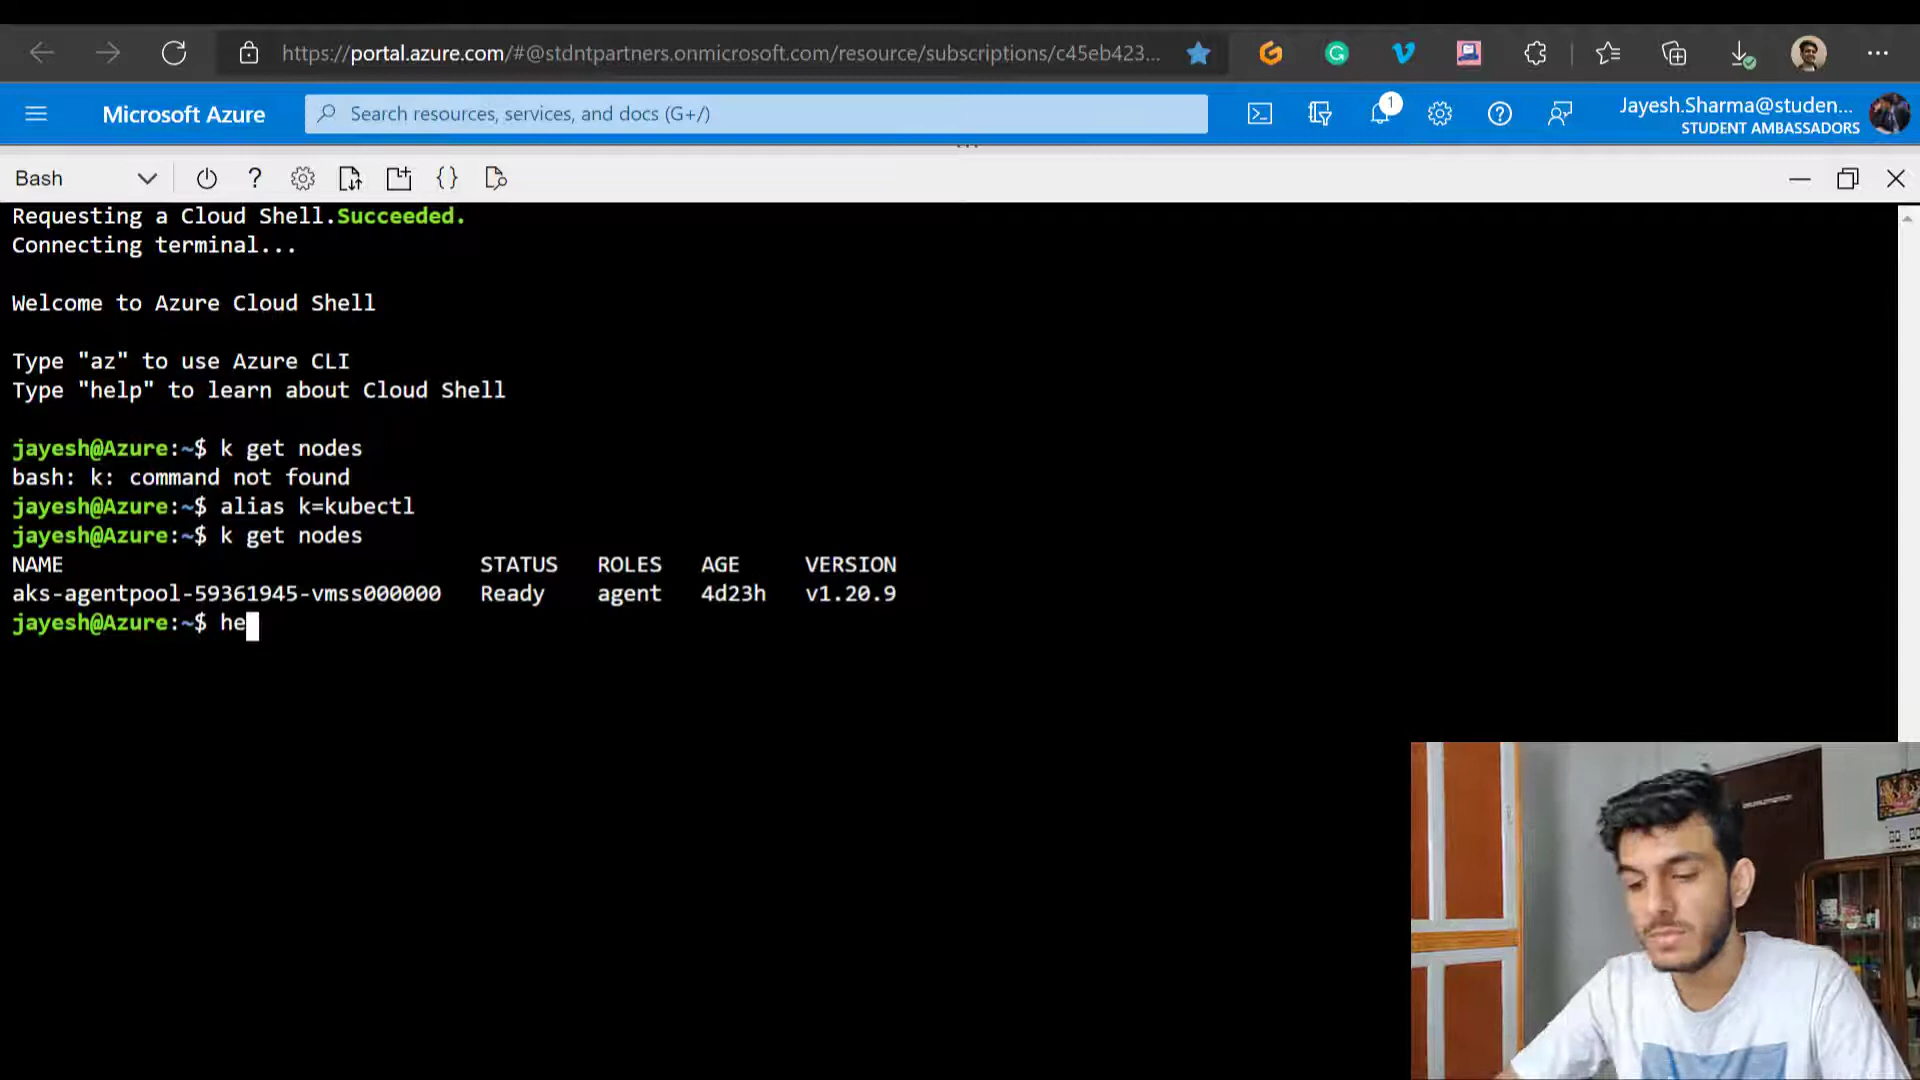 https://portal.azure.com/#@stdntpartners.onmicrosoft.com/resource/subscriptions/c45eb423...
Microsoft Azure
Search resources, services, and docs (G+/)
1
Jayesh.Sharma@studen...
STUDENT AMBASSADORS
Bash
Requesting a Cloud Shell.Succeeded.
Connecting terminal...
Welcome to Azure Cloud Shell
Type "az" to use Azure CLI
Type "help" to learn about Cloud Shell
jayesh@Azure:~$ k get nodes
bash: k: command not found
jayesh@Azure:~$ alias k=kubectl
jayesh@Azure:~$ k get nodes
NAME STATUS ROLES AGE VERSION
aks-agentpool-59361945-vmss000000 Ready agent 4d23h v1.20.9
jayesh@Azure:~$ he